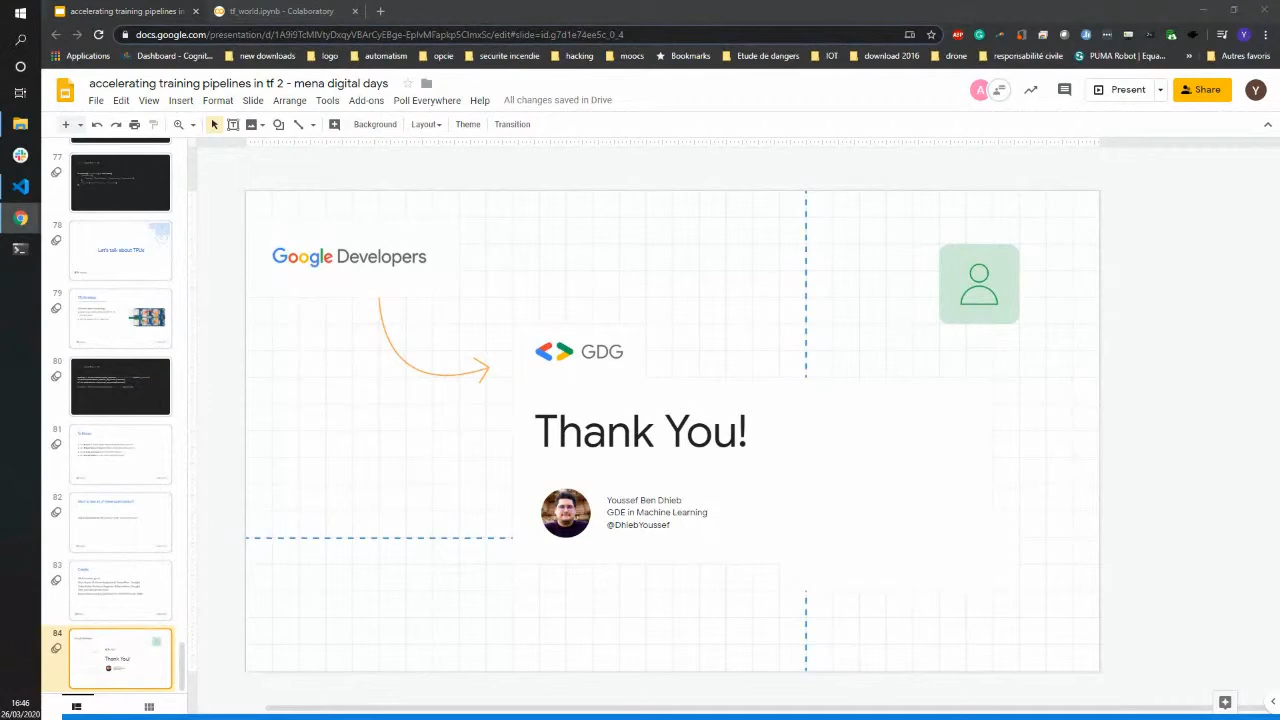 accelerating training pipelines in
tf_world.ipynb - Colaboratory
docs.google.com/presentation/d/1A9i9TcMIVtyDxqyVBArCyEBge-EplvMFapkp5ClmxSc/edit#slide=id.g7d1e74ee5c_0_4
Applications
Dashboard - Cognit...
new downloads
logo
automatism
opcie
securite incendie
hacking
moocs
Bookmarks
Etude de dangers
IOT
download 2016
drone
responsabilité civile
PUMA Robot | Equa...
»
Autres favoris
accelerating training pipelines in tf 2 - mena digital days
File Edit View Insert Format Slide Arrange Tools Add-ons Poll Everywhere Help All changes saved in Drive
A
Present
Share
Y
Background Layout Theme Transition
77
78
Let's talk about TPUs
79
80
81
82
83
84
Thank You!
Google Developers
GDG
Thank You!
Youssef Ben Dhieb
GDE in Machine Learning
@DhiebYoussef
16:46
26/03/2020